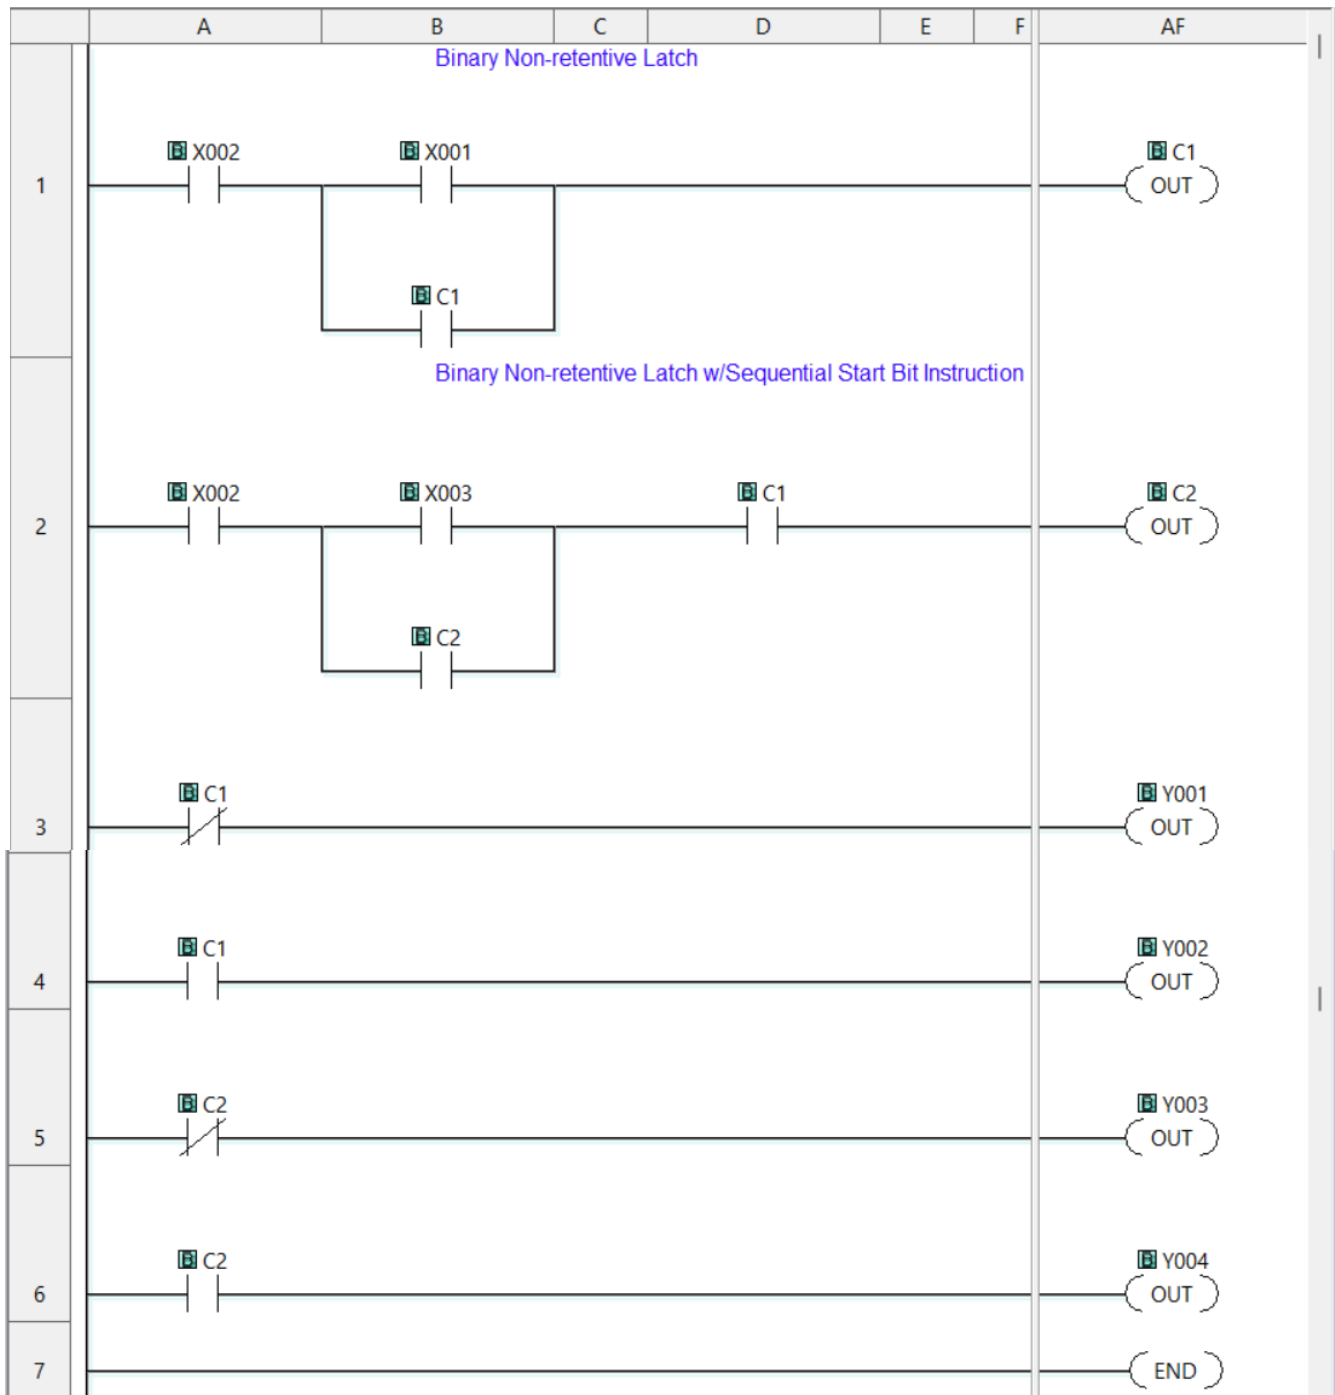 A B C D E F AF
Binary Non-retentive Latch
B X002 B X001 B C1
1 OUT
B C1
Binary Non-retentive Latch w/Sequential Start Bit Instruction
B X002 B X003 B C1 B C2
2 OUT
B C2
B C1 B Y001
3 OUT
B C1 B Y002
4 OUT
B C2 B Y003
5 OUT
B C2 B Y004
6 OUT
7 END